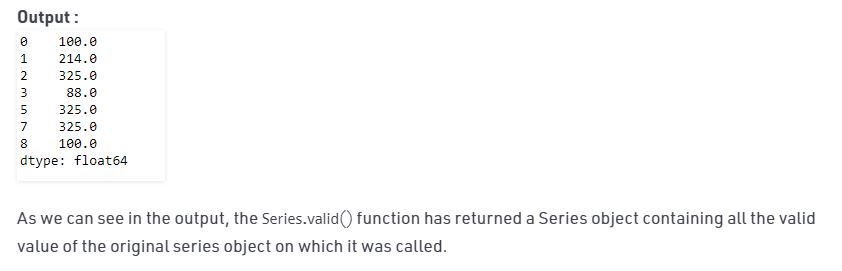 Output :
0    100.0
1    214.0
2    325.0
3     88.0
5    325.0
7    325.0
8    100.0
dtype: float64
As we can see in the output, the Series.valid() function has returned a Series object containing all the valid
value of the original series object on which it was called.